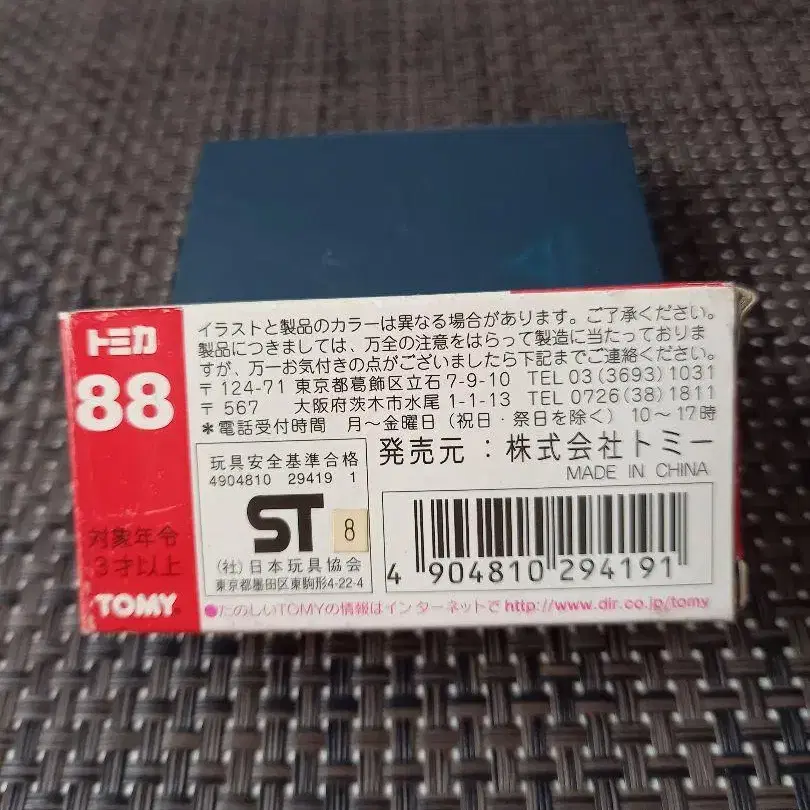 トミカ
88
対象年令
3才以上
TOMY
イラストと製品のカラーは異なる場合があります。ご了承ください。
製品につきましては、万全の注意をはらって製造に当たっておりま
すが、万一お気付きの点がございましたら下記までご連絡ください。
〒124-71 東京都葛飾区立石7-9-10 TEL 03(3693)1031
〒567 大阪府茨木市水尾1-1-13 TEL 0726(38)1811
*電話受付時間 月~金曜日(祝日・祭日を除く)10~17時
玩具安全基準合格
4904810 29419 1
ST
8
(社)日本玩具協会
東京都墨田区東駒形4-22-4
発売元:株式会社トミー
MADE IN CHINA
4 904810 294191
●たのしいTOMYの情報はインターネットで http://www.dir.co.jp/tomy